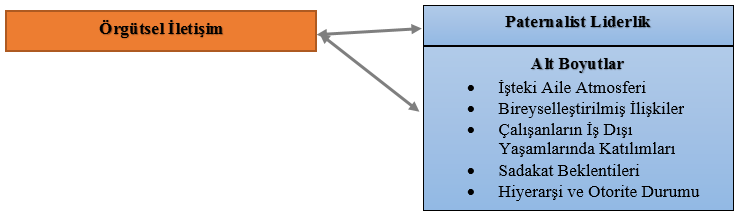 Örgütsel İletişim
Paternalist Liderlik
Alt Boyutlar
• İşteki Aile Atmosferi
• Bireyselleştirilmiş İlişkiler
• Çalışanların İş Dışı
Yaşamlarında Katılımları
• Sadakat Beklentileri
• Hiyerarşi ve Otorite Durumu